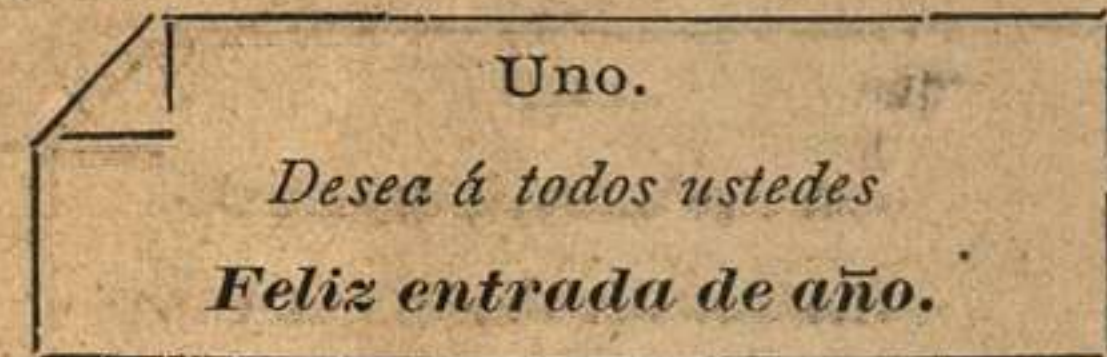 Uno.
Desea á todos ustedes
Feliz entrada de año.